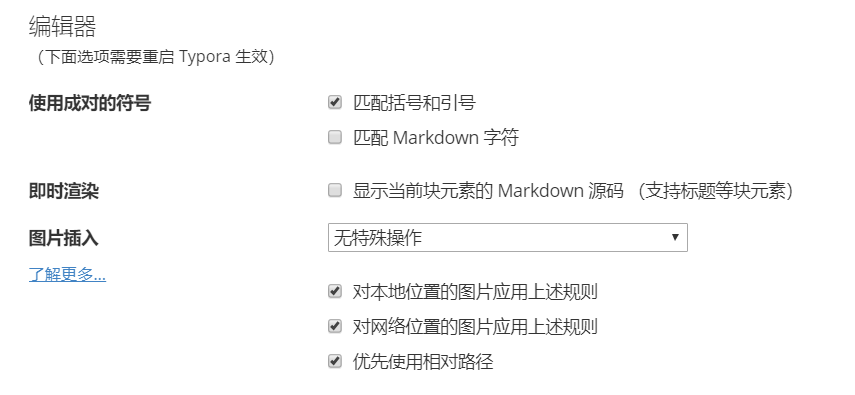 编辑器
（下面选项需要重启 Typora 生效）
使用成对的符号
匹配括号和引号
匹配 Markdown 字符
即时渲染
显示当前块元素的 Markdown 源码 （支持标题等块元素）
图片插入
无特殊操作
了解更多...
对本地位置的图片应用上述规则
对网络位置的图片应用上述规则
优先使用相对路径